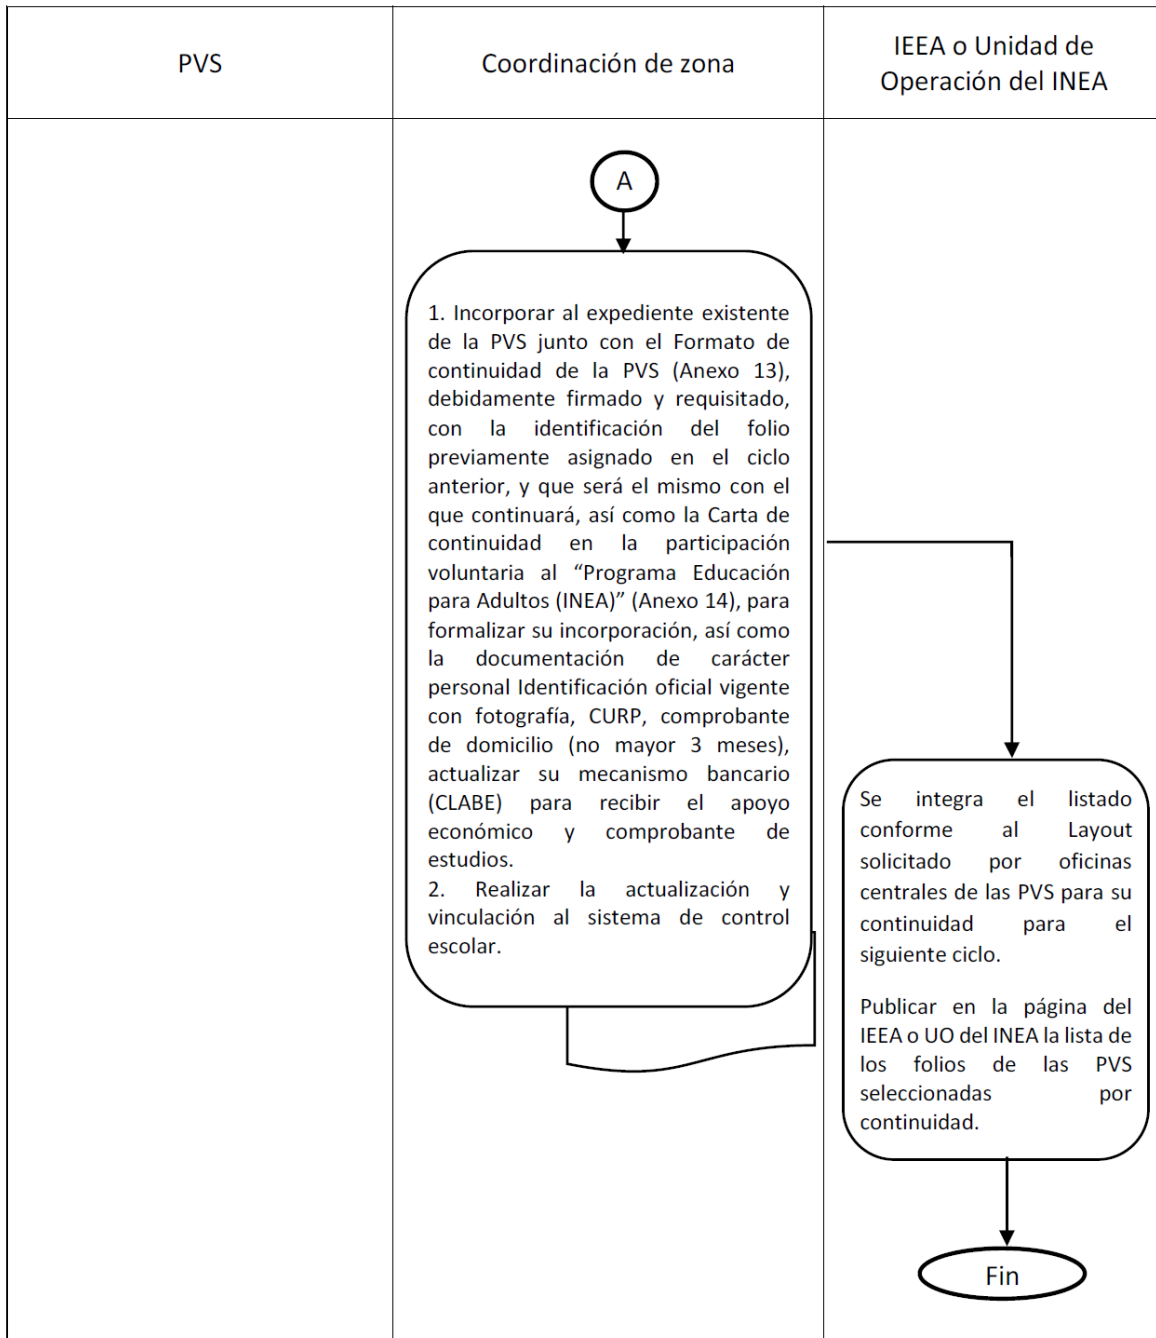 PVS
Coordinación de zona
IEEA o Unidad de
Operación del INEA
A
1. Incorporar al expediente existente
de la PVS junto con el Formato de
continuidad de la PVS (Anexo 13),
debidamente firmado y requisitado,
con la identificación del folio
previamente asignado en el ciclo
anterior, y que será el mismo con el
que continuará, así como la Carta de
continuidad en la participación
voluntaria al “Programa Educación
para Adultos (INEA)” (Anexo 14), para
formalizar su incorporación, así como
la documentación de carácter
personal Identificación oficial vigente
con fotografía, CURP, comprobante
de domicilio (no mayor 3 meses),
actualizar su mecanismo bancario
(CLABE) para recibir el apoyo
económico y comprobante de
estudios.
2. Realizar la actualización y
vinculación al sistema de control
escolar.
Se integra el listado
conforme al Layout
solicitado por oficinas
centrales de las PVS para su
continuidad para el
siguiente ciclo.
Publicar en la página del
IEEA o UO del INEA la lista de
los folios de las PVS
seleccionadas por
continuidad.
Fin